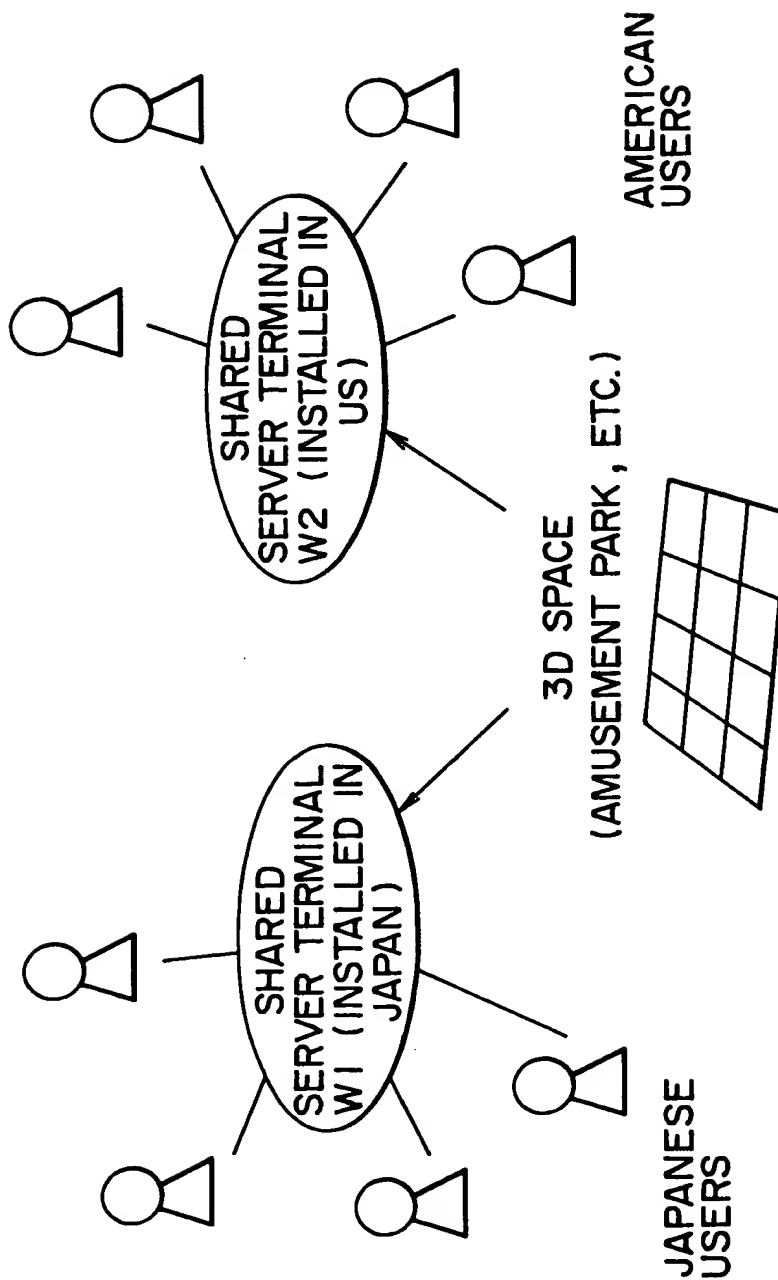 SHARED
SERVER TERMINAL
W1 (INSTALLED IN
JAPAN)
SHARED
SERVER TERMINAL
W2 (INSTALLED IN
US)
3D SPACE
(AMUSEMENT PARK, ETC.)
JAPANESE
USERS
AMERICAN
USERS